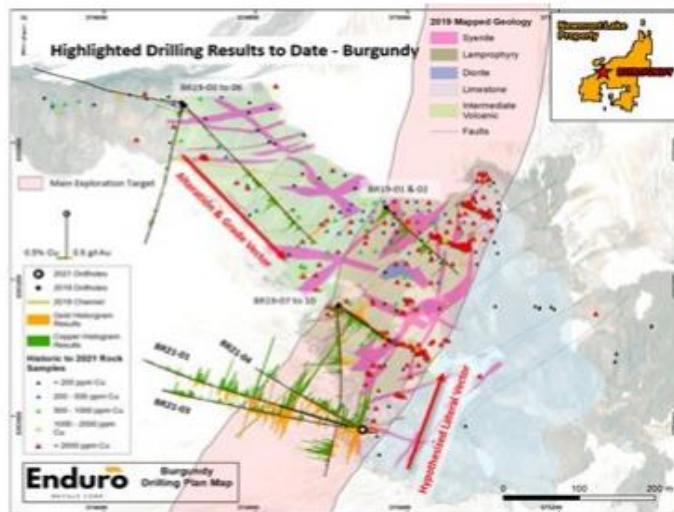 Highlighted Drilling Results to Date - Burgundy
2019 Mapped Geology
Syenite
Lamprophyry
Diorite
Limestone
Intermediate
Volcanic
Faults
Newmont Lake
Property
BURGUNDY
BR19-01 & 02
BR19-07 to 10
Alteration & Grade Vector
Main Exploration Target
0.5% Cu
0.5 g/t Au
2021 Drillholes
2019 Drillholes
2019 Channel
Gold Histogram
Results
Copper Histogram
Results
Historic to 2021 Rock
Samples
< 200 ppm Cu
200 - 500 ppm Cu
500 - 1000 ppm Cu
1000 - 2000 ppm
Cu
> 2000 ppm Cu
BR21-01
BR21-04
BR21-03
Hypothesized Lateral Vector
Enduro
METALS CORP
Burgundy
Drilling Plan Map
0
100
200 m